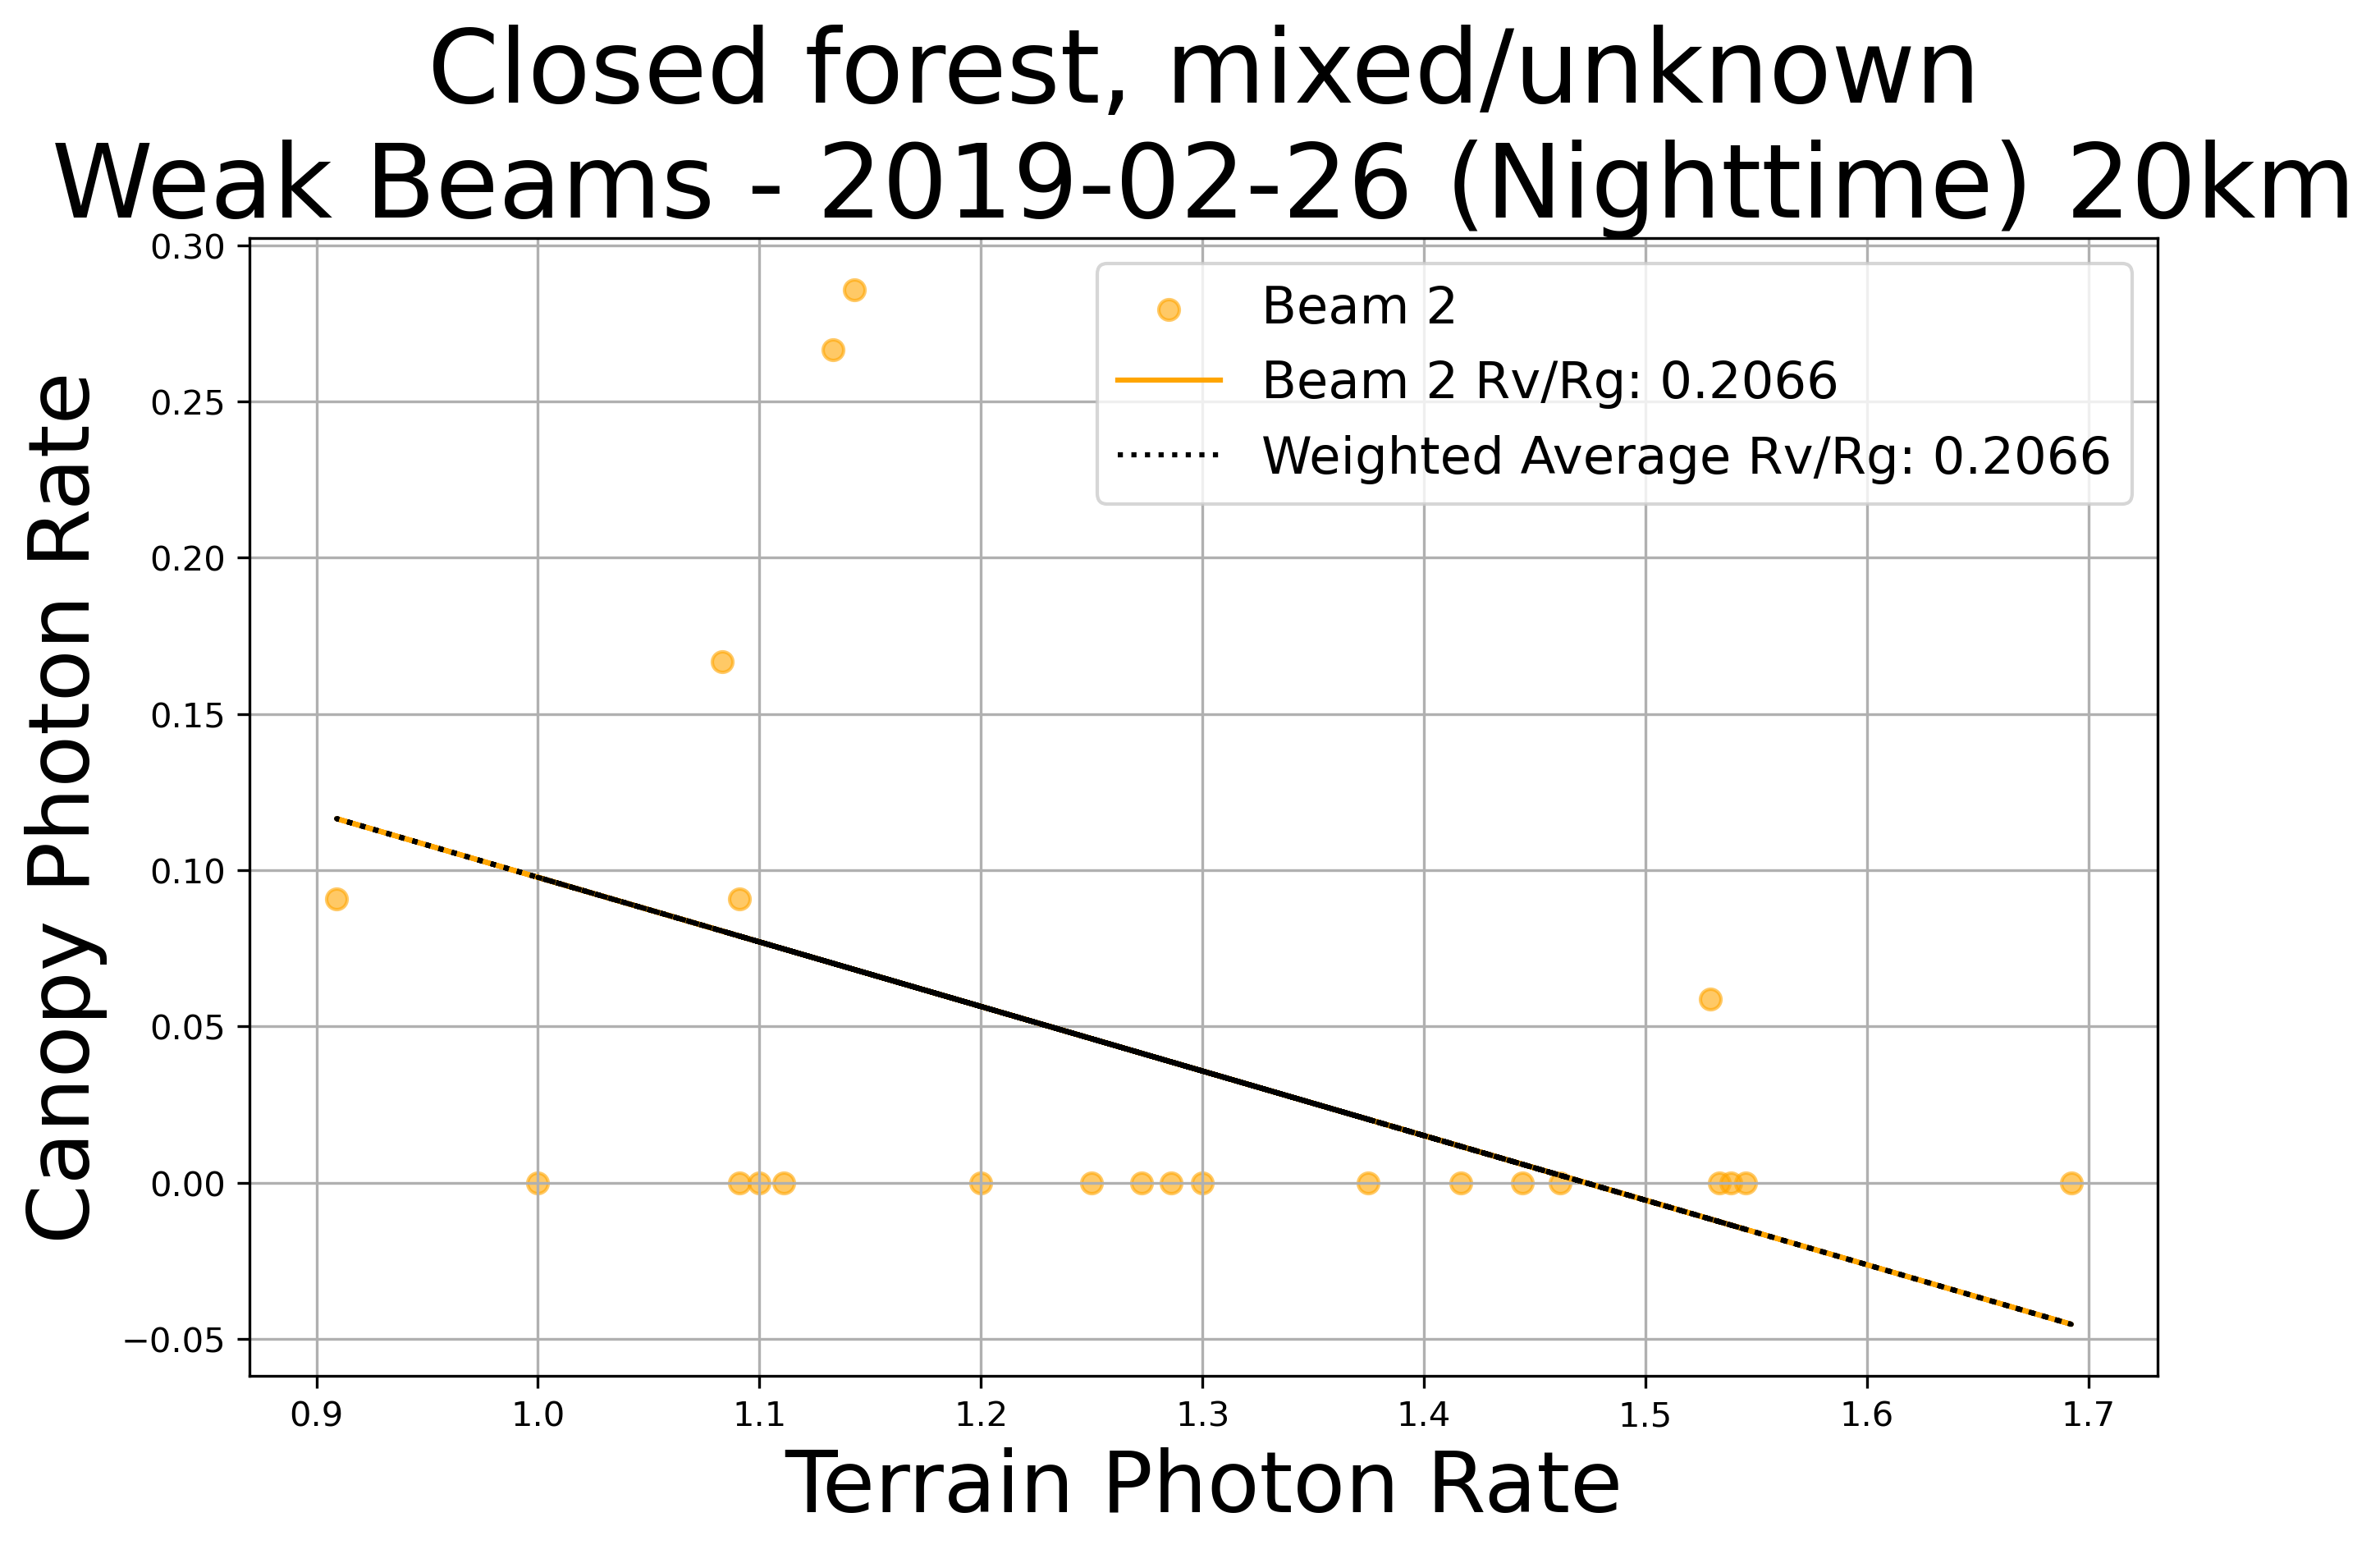 Closed forest, mixed/unknown
Weak Beams - 2019-02-26 (Nighttime) 20km
Canopy Photon Rate
0.30
0.25
0.20
0.15
0.10
0.05
0.00
−0.05
Beam 2
Beam 2 Rv/Rg: 0.2066
Weighted Average Rv/Rg: 0.2066
0.9 1.0 1.1 1.2 1.3 1.4 1.5 1.6 1.7
Terrain Photon Rate